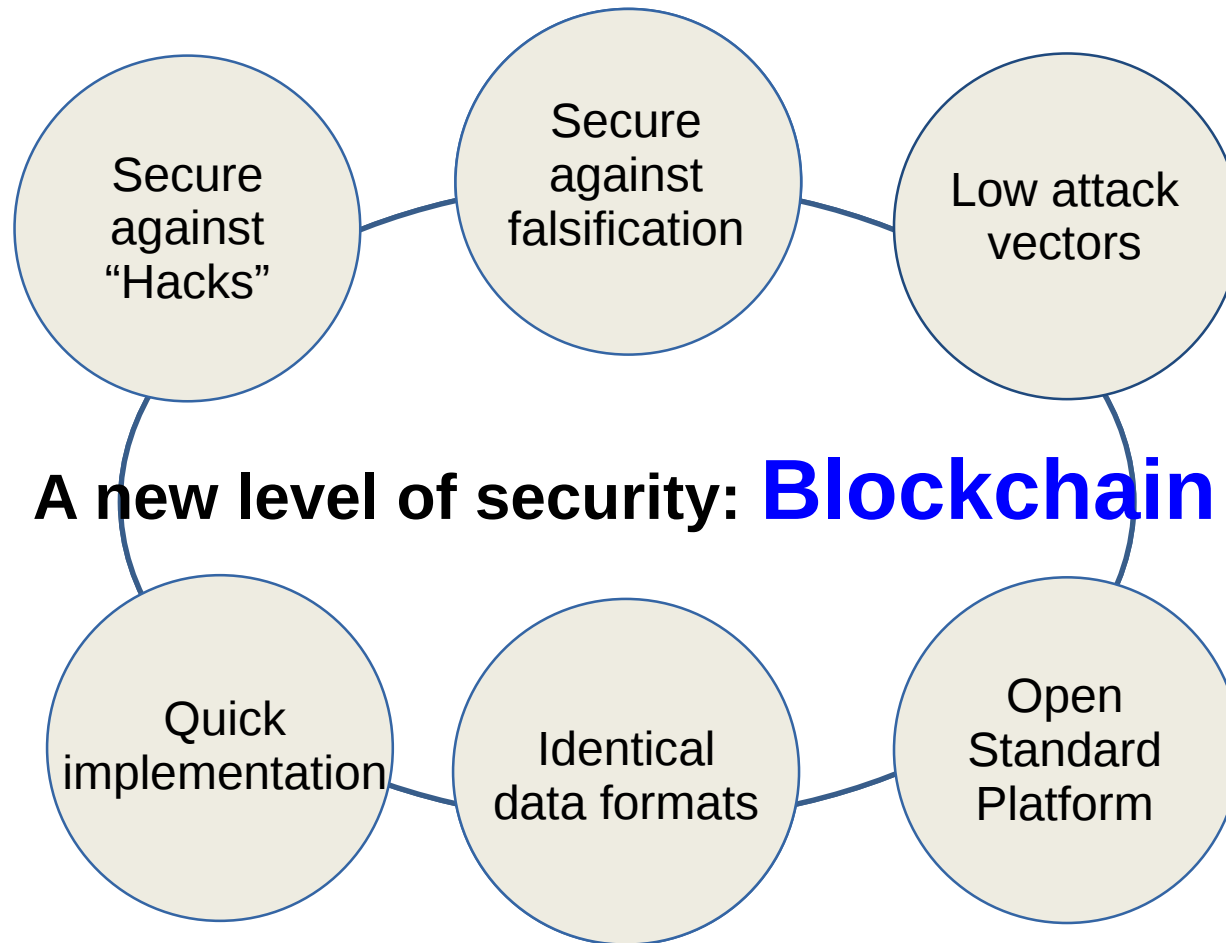 Secure
against
“Hacks”
Secure
against
falsification
Low attack
vectors
A new level of security: Blockchain
Quick
implementation
Identical
data formats
Open
Standard
Platform